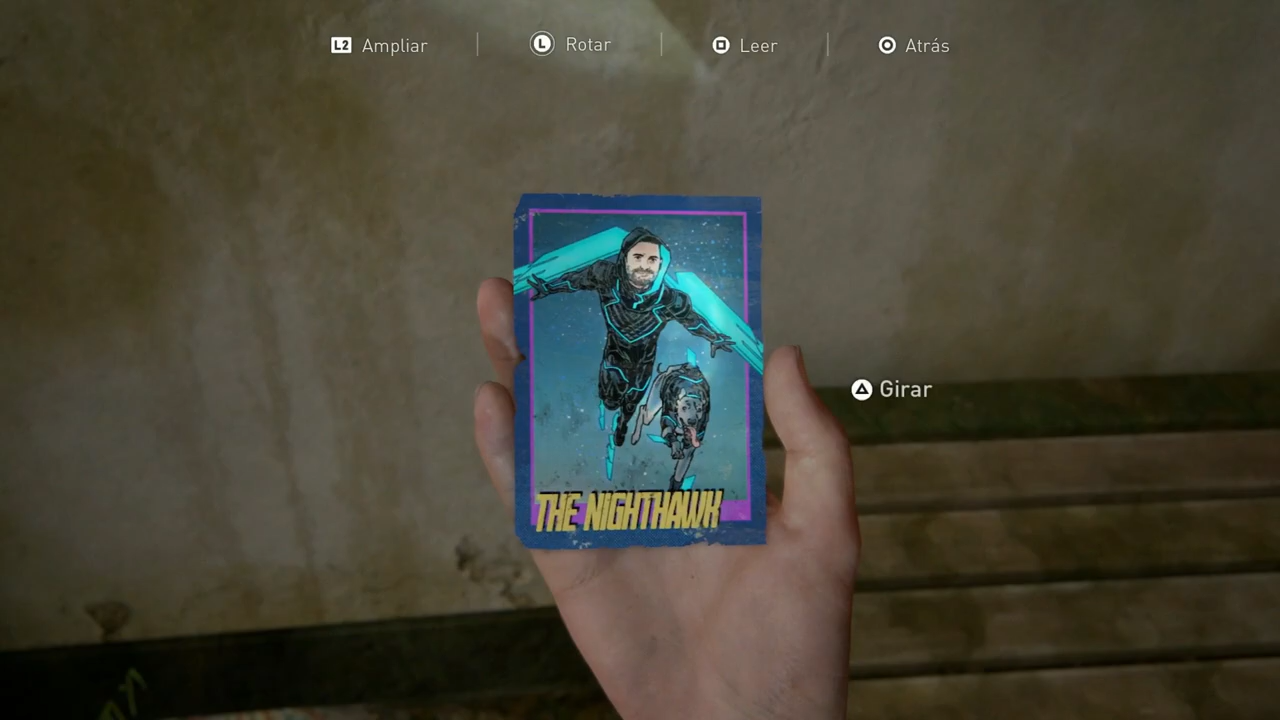 L2 Ampliar
L Rotar
Leer
Atrás
Girar
THE NIGHTHAWK